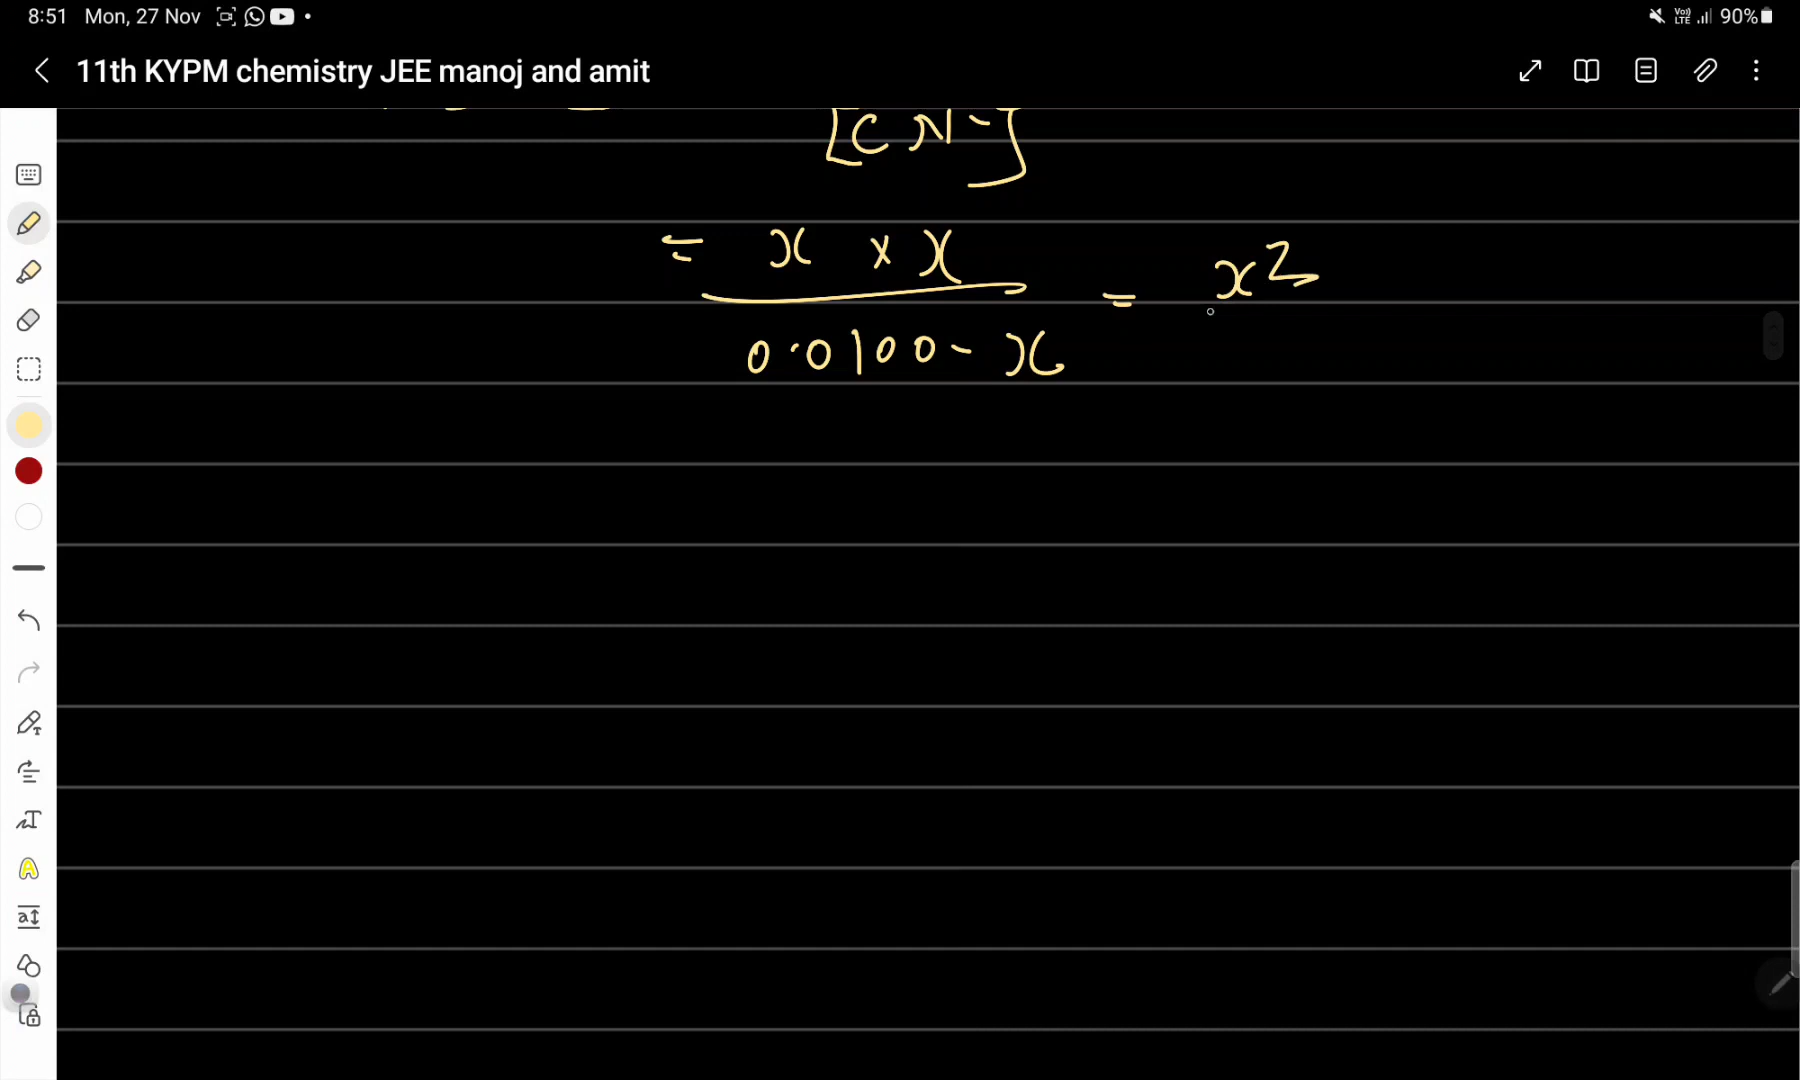 8:51 Mon, 27 Nov 90%
11th KYPM chemistry JEE manoj and amit
[CN-]
= x × x = x2
0.0100 - x